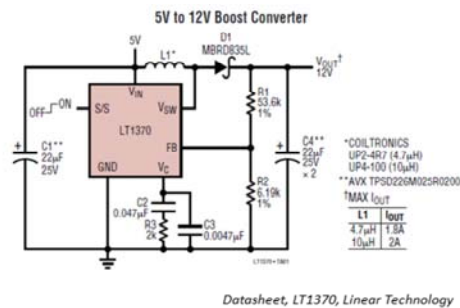 5V to 12V Boost Converter
5V
L1*
D1
MBRD835L
VOUT†
12V
OFF ON
VIN
S/S
VSW
LT1370
FB
GND
VC
R1
53.6k
1%
C1**
22µF
25V
C4**
22µF
25V
× 2
R2
6.19k
1%
C2
0.047µF
R3
2k
C3
0.0047µF
*COILTRONICS
UP2-4R7 (4.7µH)
UP4-100 (10µH)
**AVX TPSD226M025R0200
†MAX IOUT
L1 IOUT
4.7µH 1.8A
10µH 2A
LT1370 • TA01
Datasheet, LT1370, Linear Technology